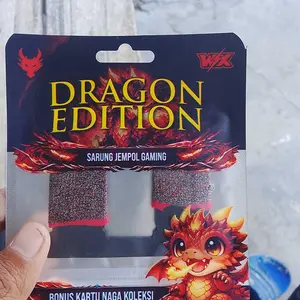 WX
DRAGON
EDITION
SARUNG JEMPOL GAMING
BONUS KARTU NAGA KOLEKSI